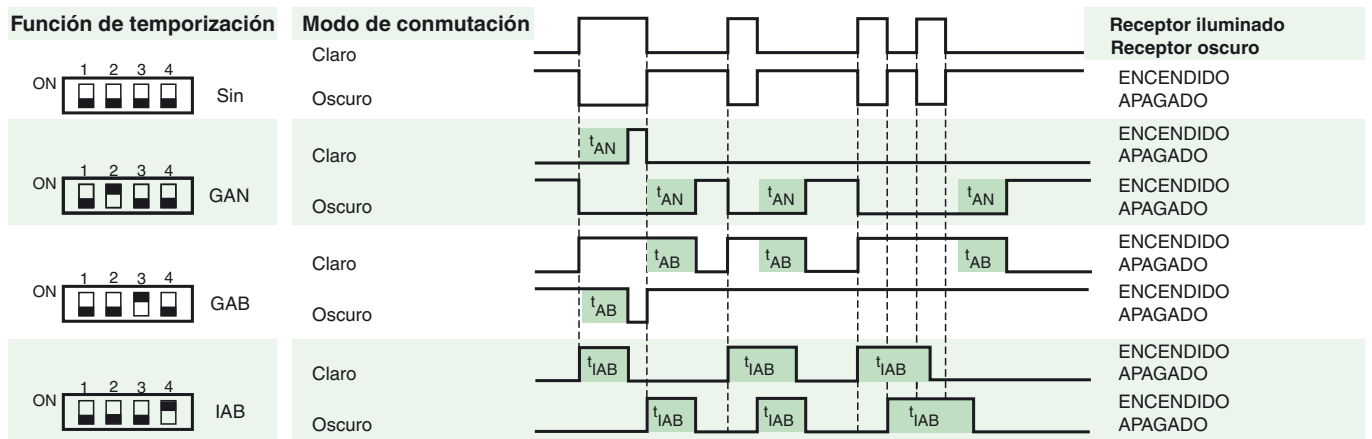 Función de temporización Modo de conmutación Receptor iluminado
Claro Receptor oscuro
ON 1 2 3 4 Sin
Oscuro ENCENDIDO
APAGADO
ON 1 2 3 4 GAN
Claro tAN ENCENDIDO
APAGADO
Oscuro tAN tAN tAN ENCENDIDO
APAGADO
ON 1 2 3 4 GAB
Claro tAB tAB tAB ENCENDIDO
APAGADO
Oscuro tAB ENCENDIDO
APAGADO
ON 1 2 3 4 IAB
Claro tIAB tIAB tIAB ENCENDIDO
APAGADO
Oscuro tIAB tIAB tIAB ENCENDIDO
APAGADO